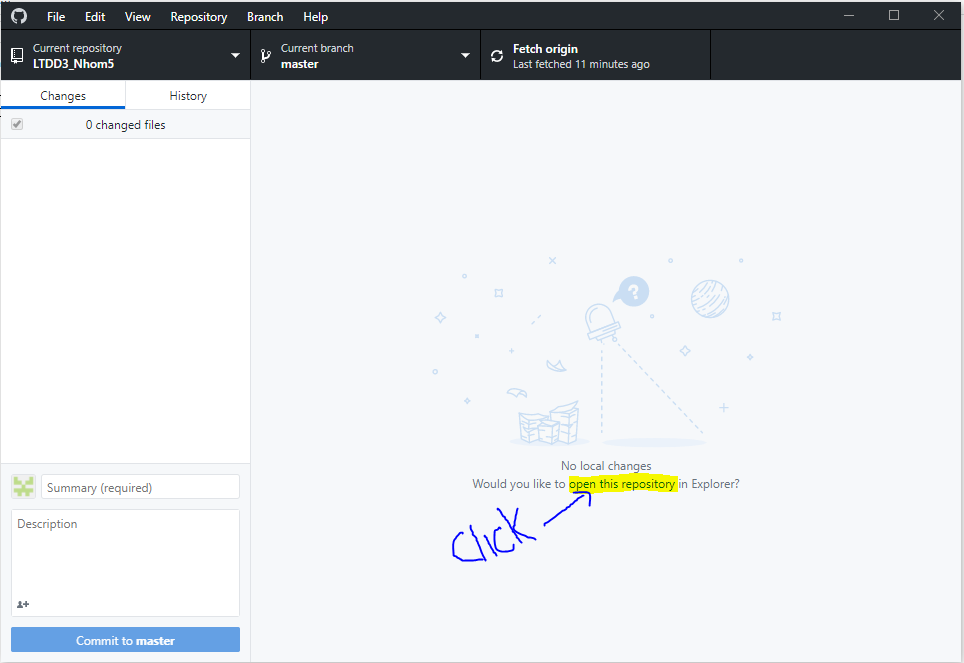 File Edit View Repository Branch Help
Current repository
LTDD3_Nhom5
Current branch
master
Fetch origin
Last fetched 11 minutes ago
Changes
History
0 changed files
No local changes
Would you like to open this repository in Explorer?
Click
Summary (required)
Description
Commit to master